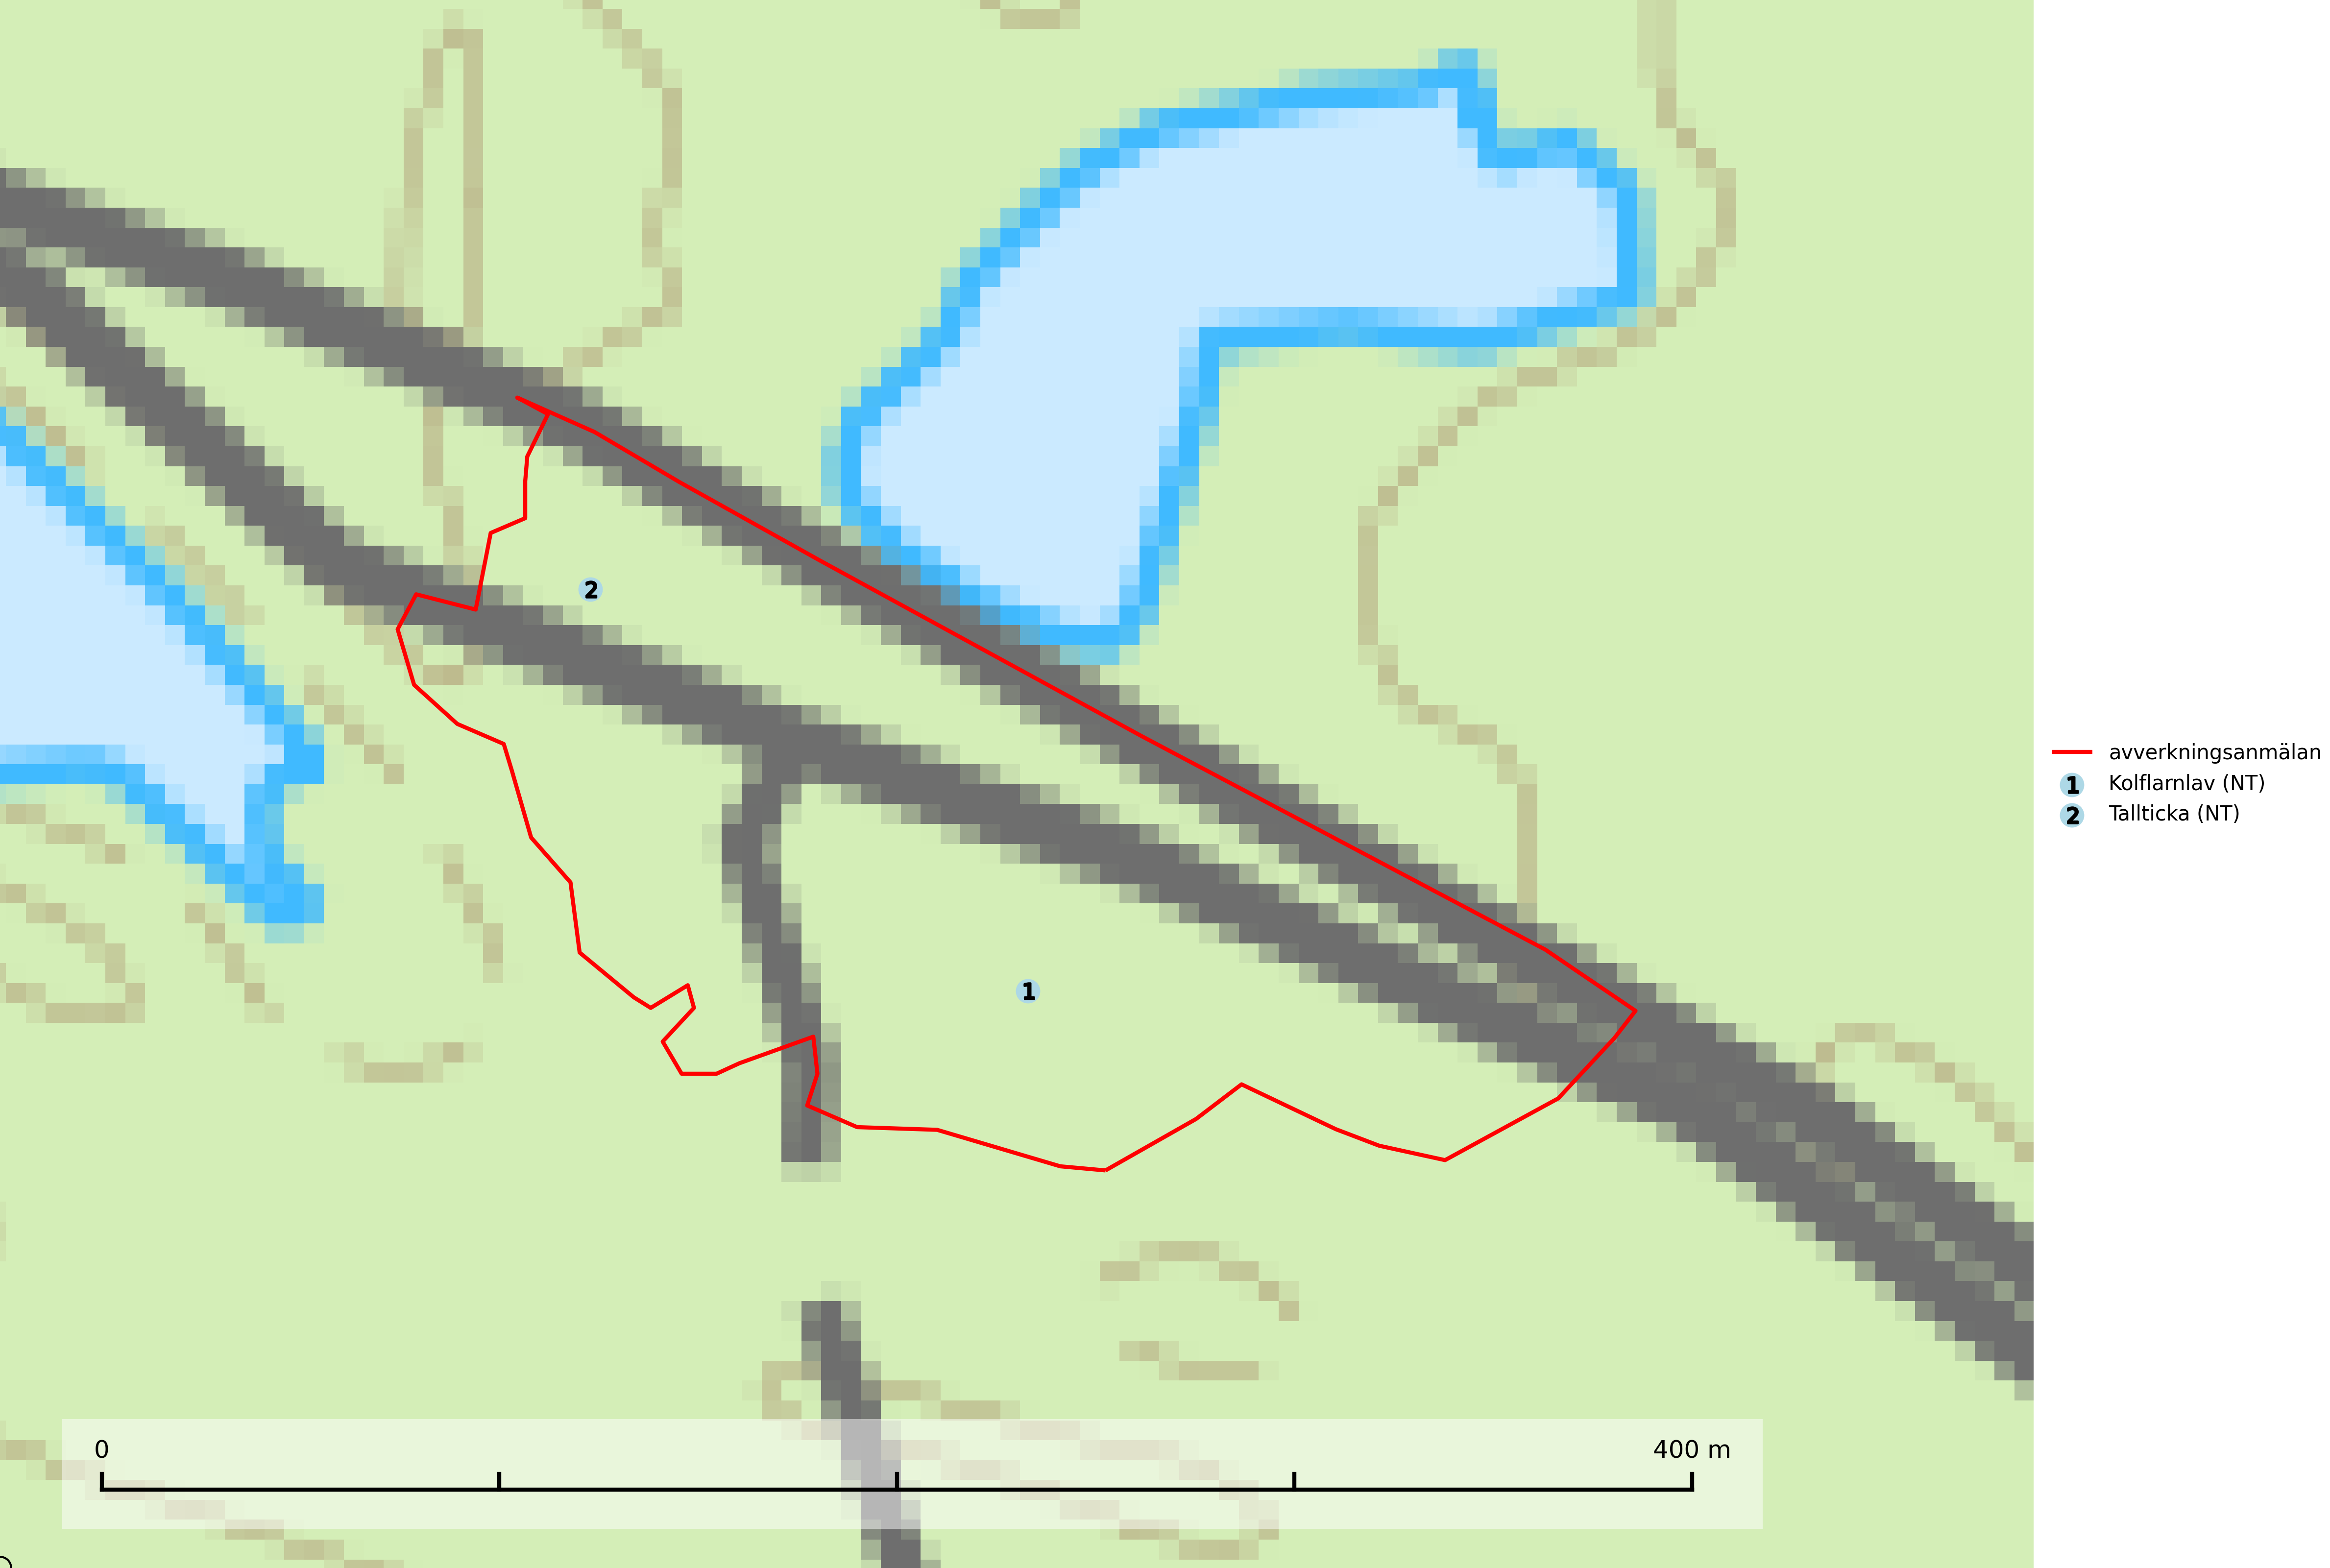 2
1
avverkningsanmälan
1 Kolflarnlav (NT)
2 Tallticka (NT)
0 400 m